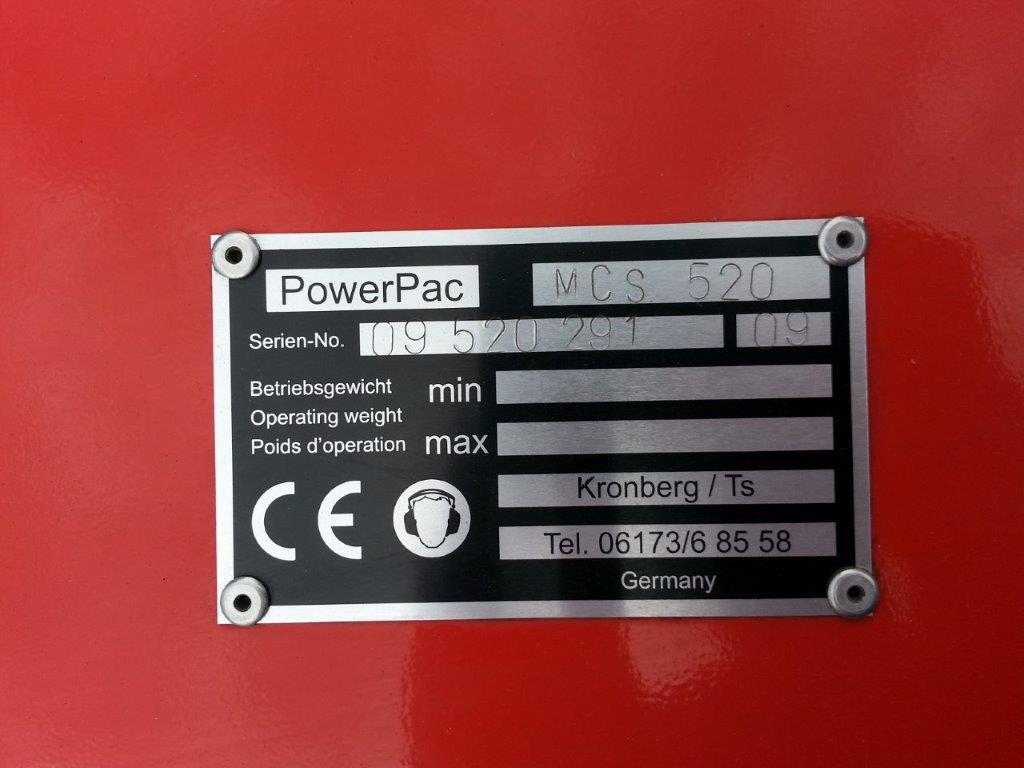 PowerPac MCS 520
Serien-No. 09 520 291 09
Betriebsgewicht min
Operating weight
Poids d'operation max
Kronberg / Ts
CE Tel. 06173/6 85 58
Germany